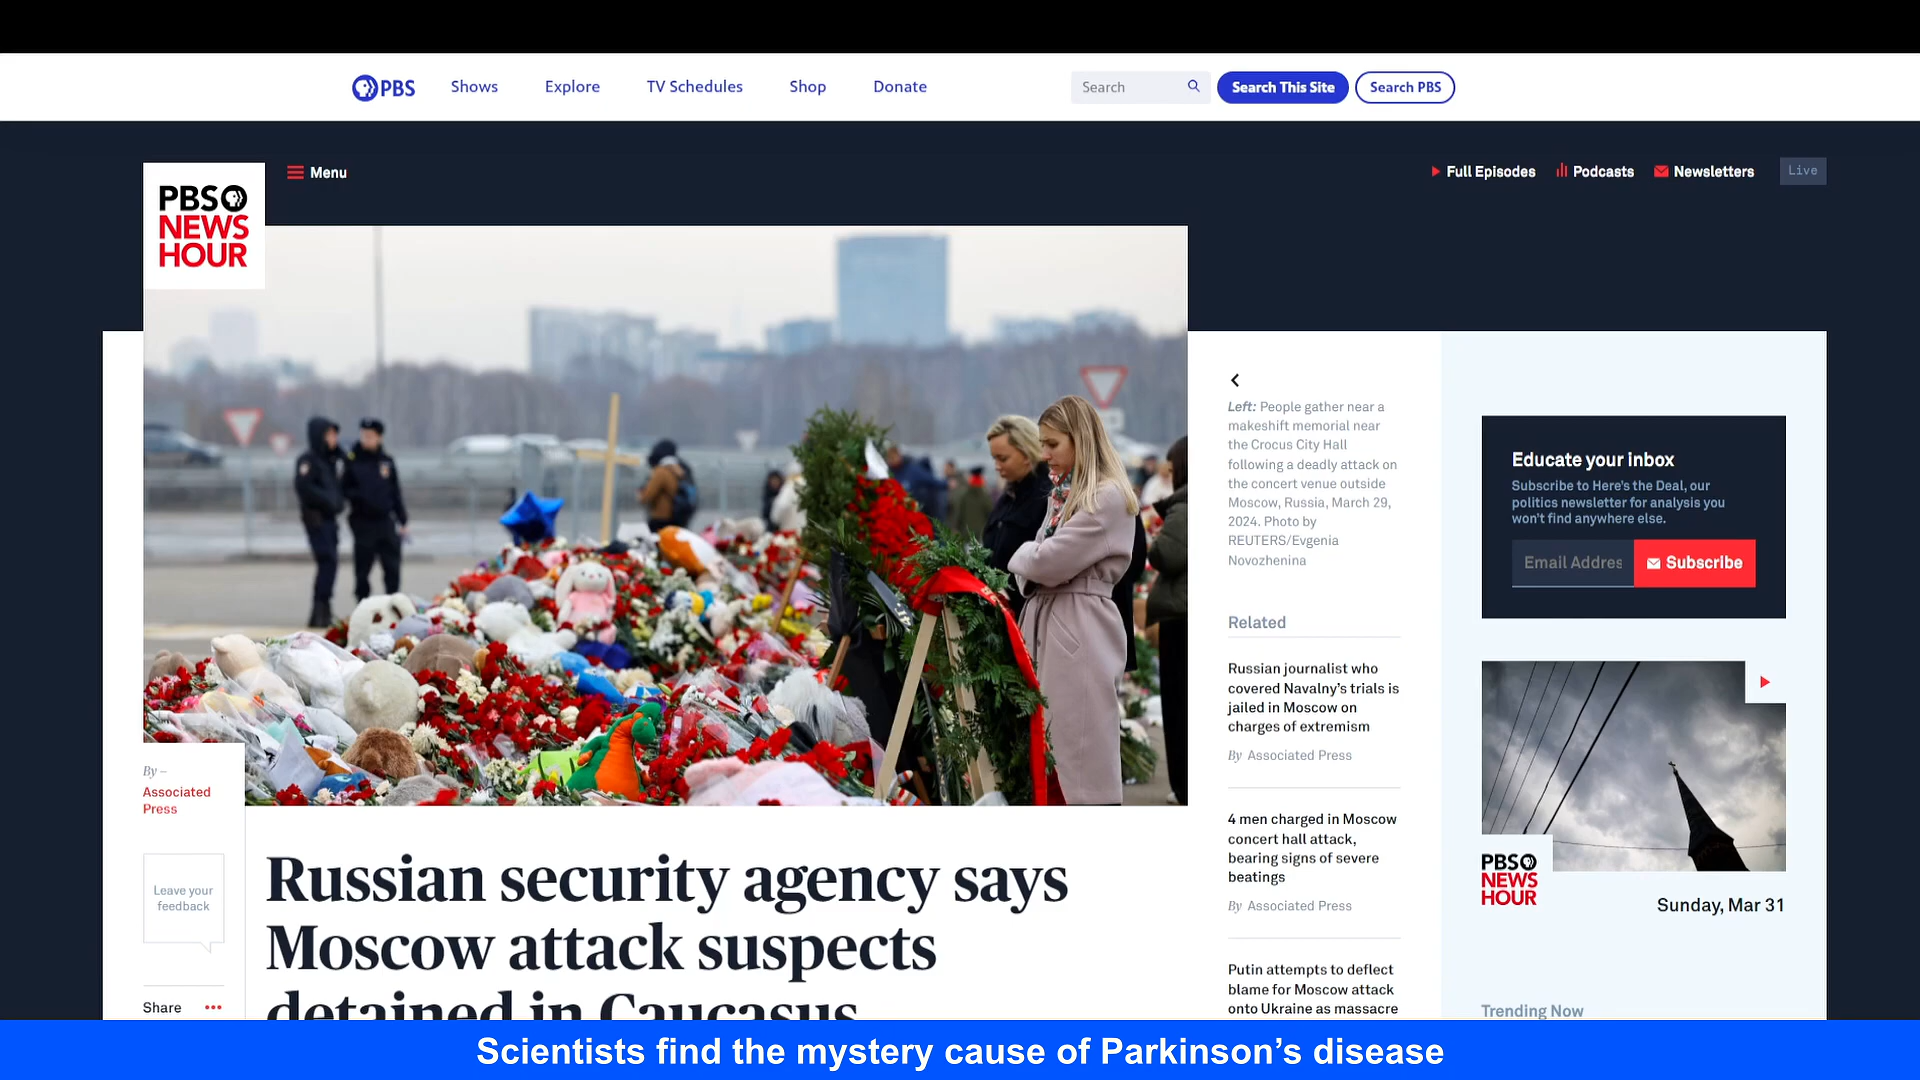 PBS
Shows
Explore
TV Schedules
Shop
Donate
Search
Search This Site
Search PBS
PBS
NEWS
HOUR
Menu
Full Episodes
Podcasts
Newsletters
Live
Left: People gather near a
makeshift memorial near
the Crocus City Hall
following a deadly attack on
the concert venue outside
Moscow, Russia, March 29,
2024. Photo by
REUTERS/Evgenia
Novozhenina
Related
Russian journalist who
covered Navalny’s trials is
jailed in Moscow on
charges of extremism
By Associated Press
4 men charged in Moscow
concert hall attack,
bearing signs of severe
beatings
By Associated Press
Putin attempts to deflect
blame for Moscow attack
onto Ukraine as massacre
Educate your inbox
Subscribe to Here’s the Deal, our
politics newsletter for analysis you
won’t find anywhere else.
Email Addres
Subscribe
PBS
NEWS
HOUR
Sunday, Mar 31
Trending Now
By –
Associated
Press
Leave your
feedback
Share
Russian security agency says
Moscow attack suspects
detained in Caucasus
Scientists find the mystery cause of Parkinson’s disease